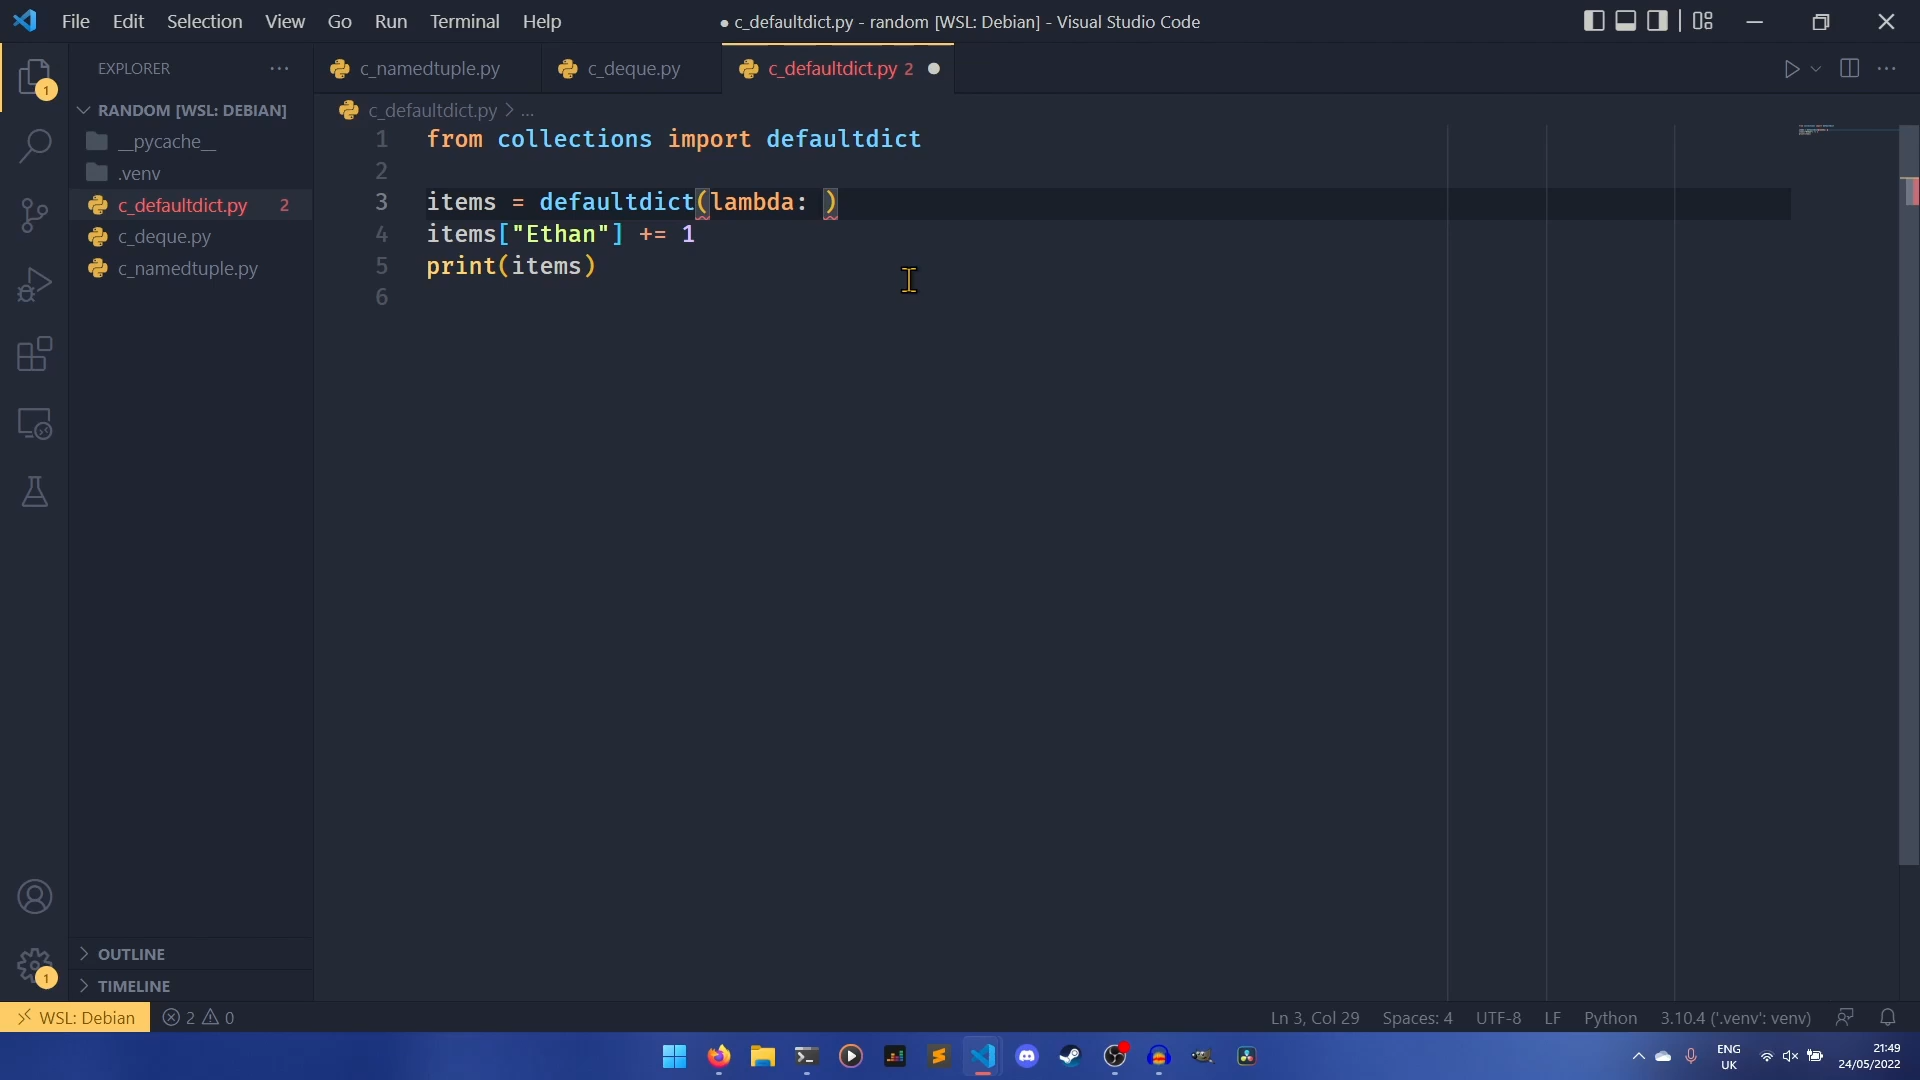 File Edit Selection View Go Run Terminal Help
● c_defaultdict.py - random [WSL: Debian] - Visual Studio Code
EXPLORER ···
c_namedtuple.py
c_deque.py
c_defaultdict.py 2 ●
1
RANDOM [WSL: DEBIAN]
__pycache__
.venv
c_defaultdict.py 2
c_deque.py
c_namedtuple.py
c_defaultdict.py > ...
1 from collections import defaultdict
2
3 items = defaultdict(lambda: )
4 items["Ethan"] += 1
5 print(items)
6
OUTLINE
TIMELINE
1
WSL: Debian
2 0
Ln 3, Col 29 Spaces: 4 UTF-8 LF Python 3.10.4 ('.venv': venv)
ENG
UK
21:49
24/05/2022